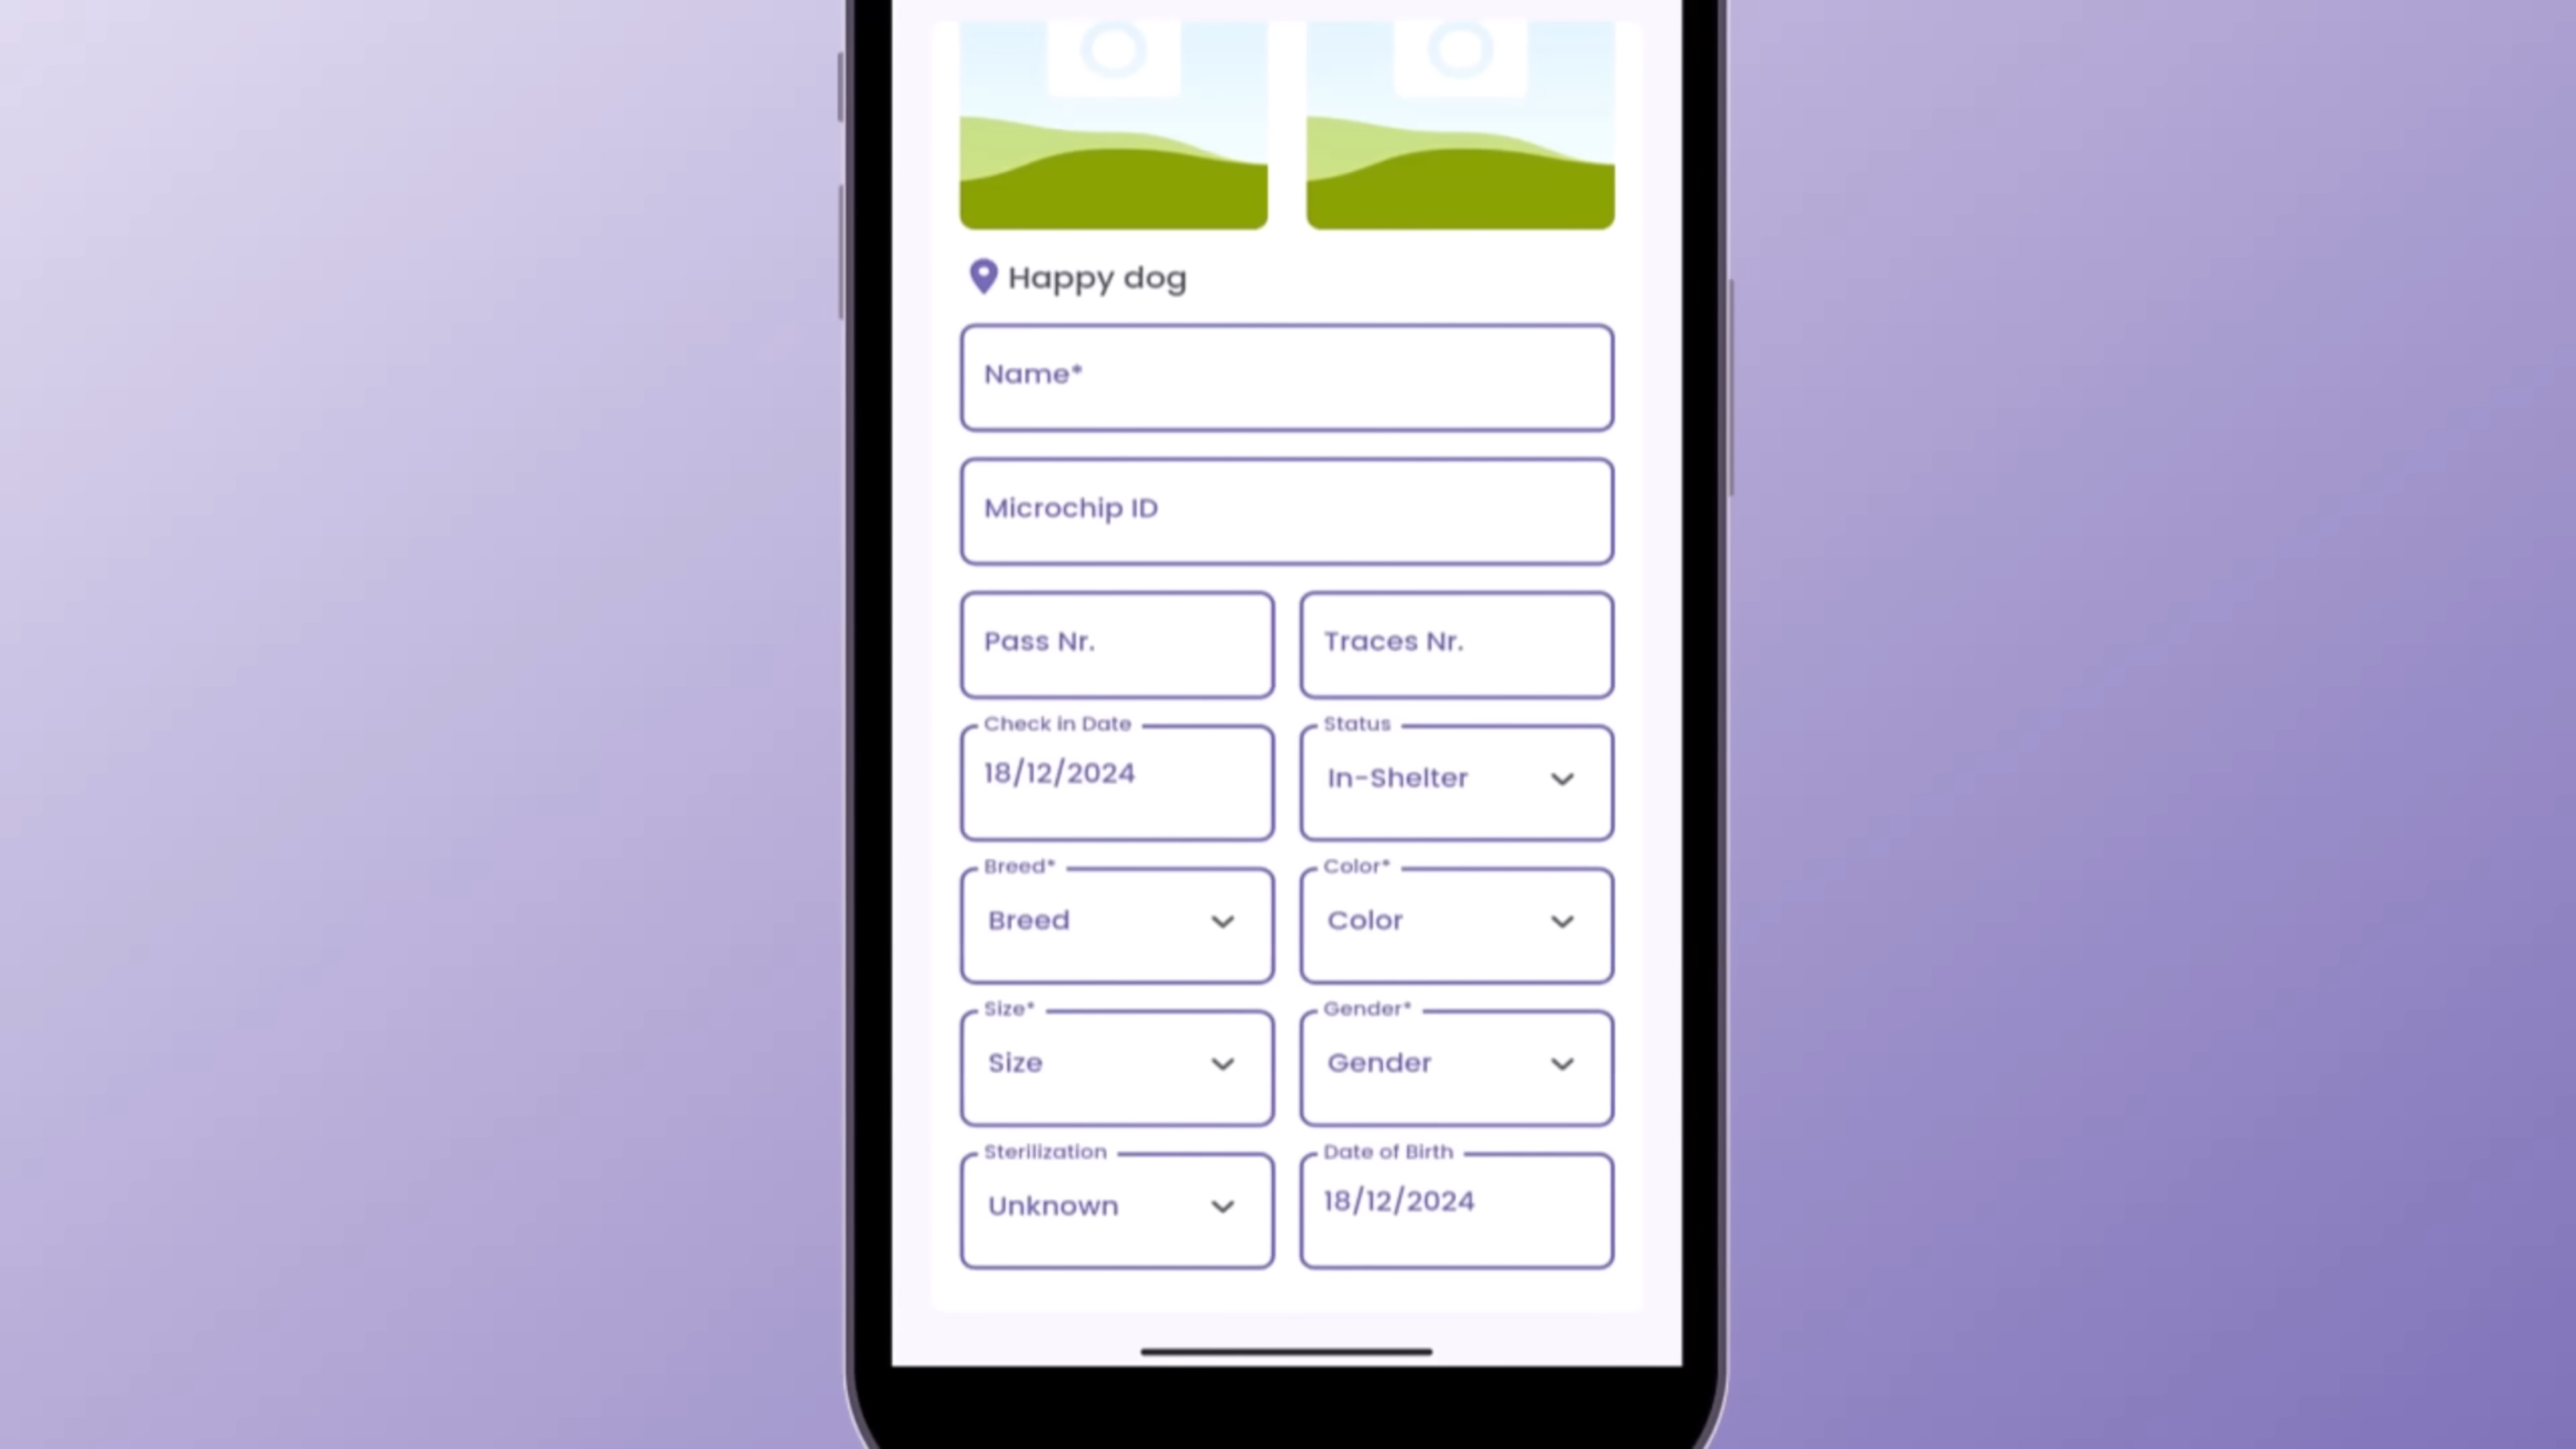 Happy dog
Name*
Microchip ID
Pass Nr.
Traces Nr.
Check in Date
Status
18/12/2024
In-Shelter
Breed*
Color*
Breed
Color
Size*
Gender*
Size
Gender
Sterilization
Date of Birth
Unknown
18/12/2024